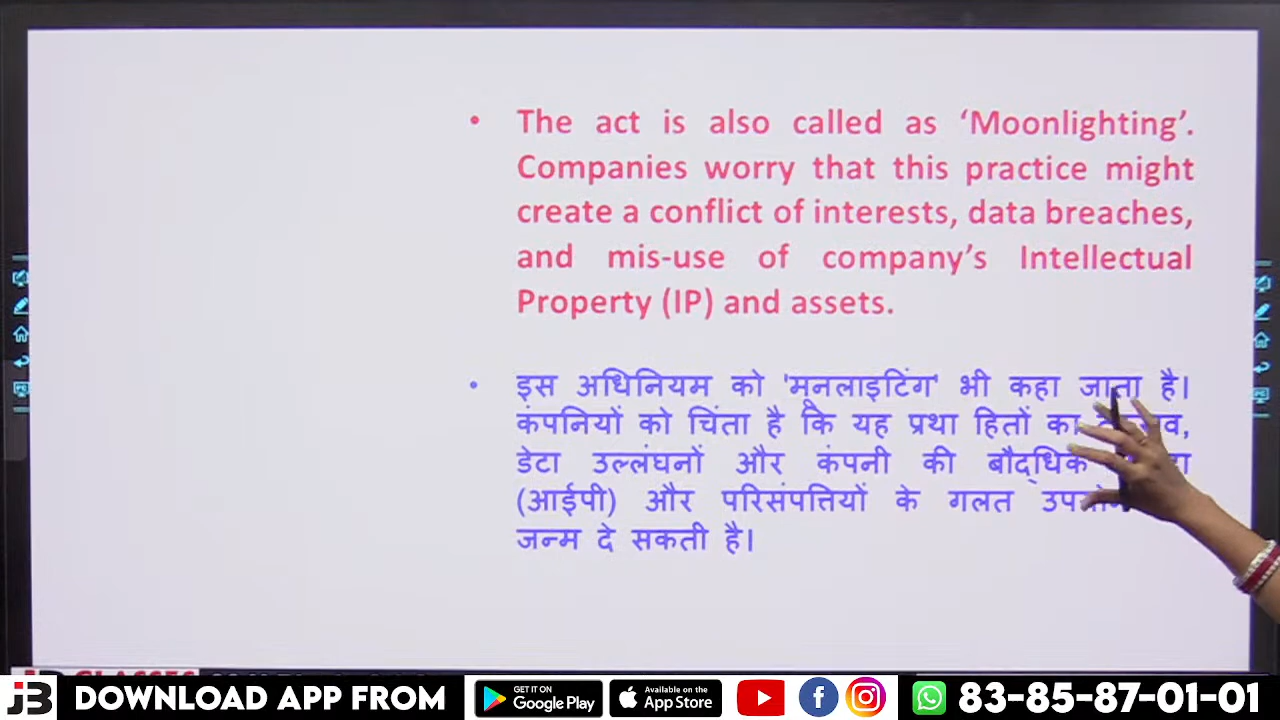 • The act is also called as ‘Moonlighting’.
Companies worry that this practice might
create a conflict of interests, data breaches,
and mis-use of company’s Intellectual
Property (IP) and assets.
• इस अधिनियम को 'मूनलाइटिंग' भी कहा जाता है।
कंपनियों को चिंता है कि यह प्रथा हितों का
डेटा उल्लंघनों और कंपनी की बौद्धिक
(आईपी) और परिसंपत्तियों के गलत
जन्म दे सकती है।
JB DOWNLOAD APP FROM GET IT ON Google Play Available on the App Store 83-85-87-01-01